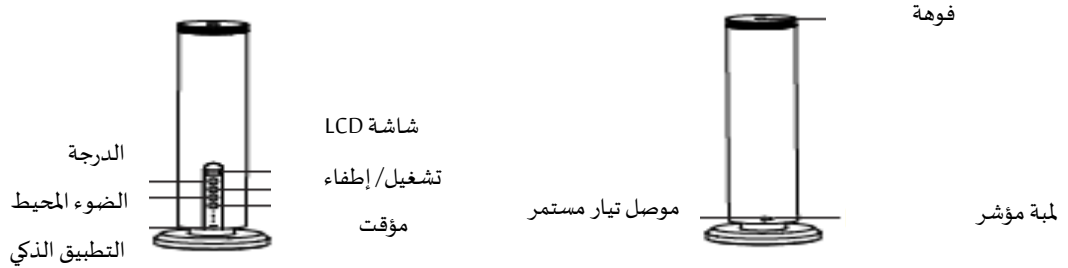 فوهة
شاشة LCD
الدرجة
تشغيل/ إطفاء
الضوء المحيط
موصل تيار مستمر
لمبة مؤشر
مؤقت
التطبيق الذكي